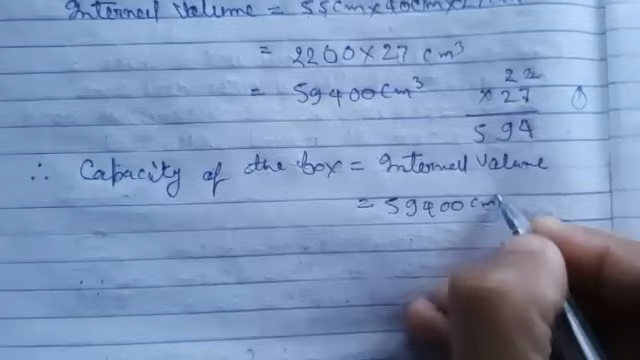 Internal Volume = 55cm x 40cm x
= 2200 x 27 cm³
= 59400 cm³
22
x 27
594
∴ Capacity of the box = Internal Volume
= 59400 cm